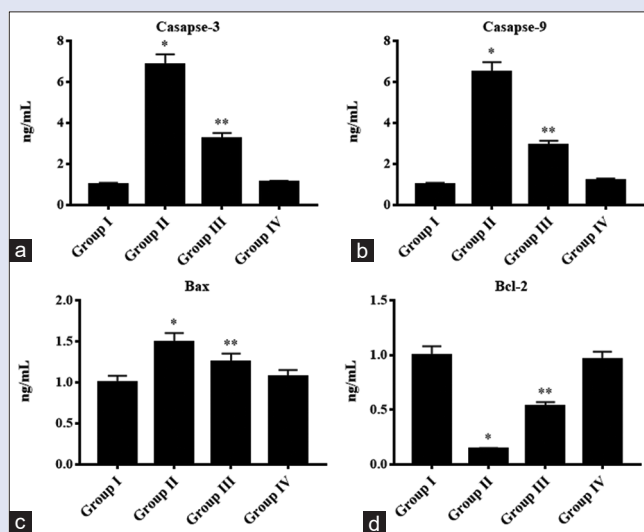 Casapse-3
8
6
4
2
0
ng/mL
*
**
Group I
Group II
Group III
Group IV
a
Casapse-9
8
6
4
2
0
ng/mL
*
**
Group I
Group II
Group III
Group IV
b
Bax
2.0
1.5
1.0
0.5
0.0
ng/mL
*
**
Group I
Group II
Group III
Group IV
c
Bcl-2
1.5
1.0
0.5
0.0
ng/mL
*
**
Group I
Group II
Group III
Group IV
d